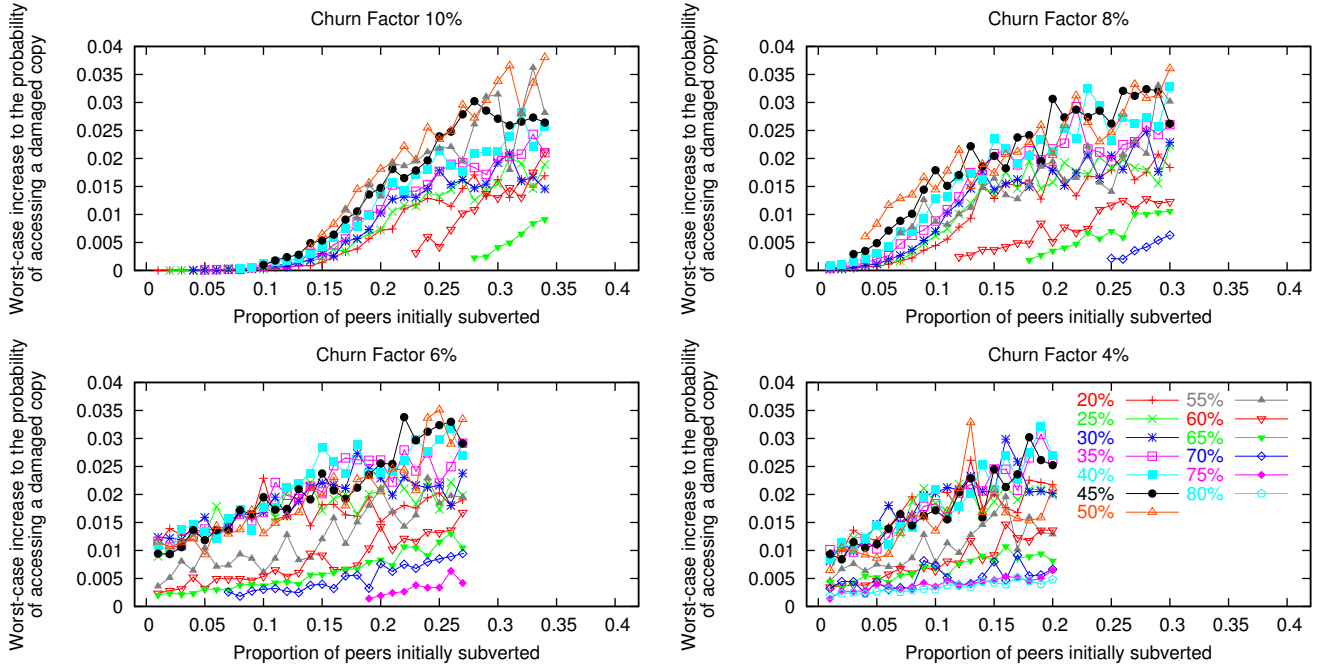 Churn Factor 10%
Worst-case increase to the probability
of accessing a damaged copy
0.04
0.035
0.03
0.025
0.02
0.015
0.01
0.005
0
0 0.05 0.1 0.15 0.2 0.25 0.3 0.35 0.4
Proportion of peers initially subverted
Churn Factor 8%
Worst-case increase to the probability
of accessing a damaged copy
0.04
0.035
0.03
0.025
0.02
0.015
0.01
0.005
0
0 0.05 0.1 0.15 0.2 0.25 0.3 0.35 0.4
Proportion of peers initially subverted
Churn Factor 6%
Worst-case increase to the probability
of accessing a damaged copy
0.04
0.035
0.03
0.025
0.02
0.015
0.01
0.005
0
0 0.05 0.1 0.15 0.2 0.25 0.3 0.35 0.4
Proportion of peers initially subverted
Churn Factor 4%
Worst-case increase to the probability
of accessing a damaged copy
0.04
0.035
0.03
0.025
0.02
0.015
0.01
0.005
0
20%
25%
30%
35%
40%
45%
55%
60%
65%
70%
75%
80%
50%
0 0.05 0.1 0.15 0.2 0.25 0.3 0.35 0.4
Proportion of peers initially subverted